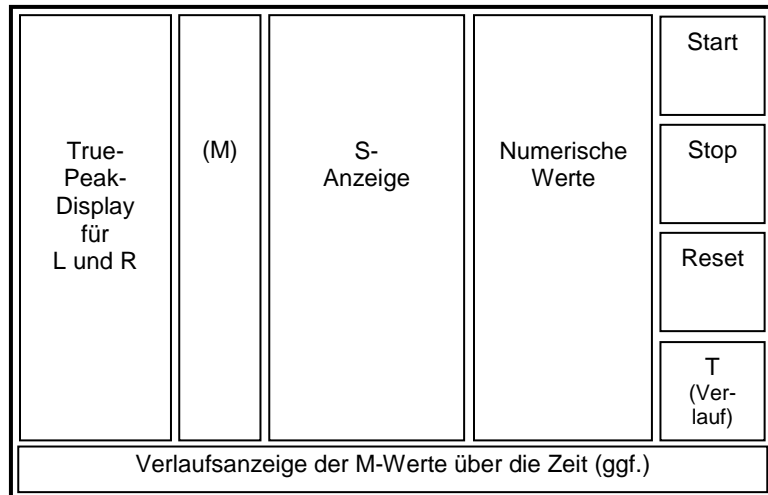 True-
Peak-
Display
für
L und R
(M)
S-
Anzeige
Numerische
Werte
Start
Stop
Reset
T
(Ver-
lauf)
Verlaufsanzeige der M-Werte über die Zeit (ggf.)